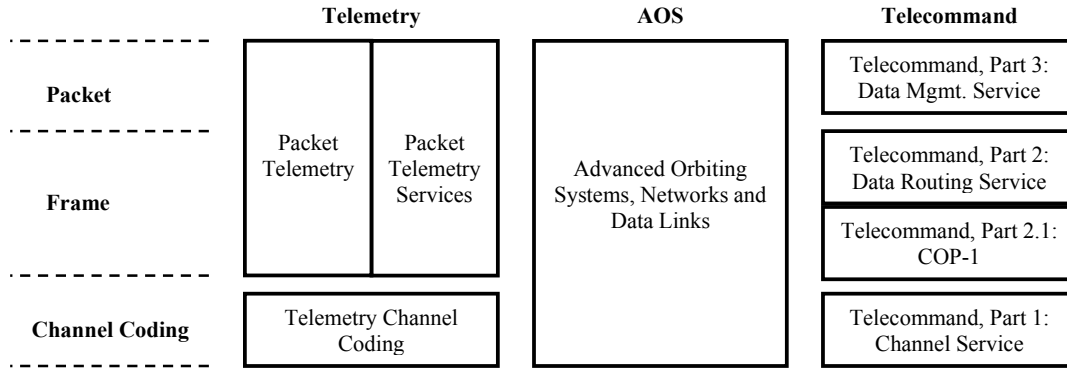 Telemetry
AOS
Telecommand
Packet
Frame
Channel Coding
Packet
Telemetry
Packet
Telemetry
Services
Telemetry Channel
Coding
Advanced Orbiting
Systems, Networks and
Data Links
Telecommand, Part 3:
Data Mgmt. Service
Telecommand, Part 2:
Data Routing Service
Telecommand, Part 2.1:
COP-1
Telecommand, Part 1:
Channel Service